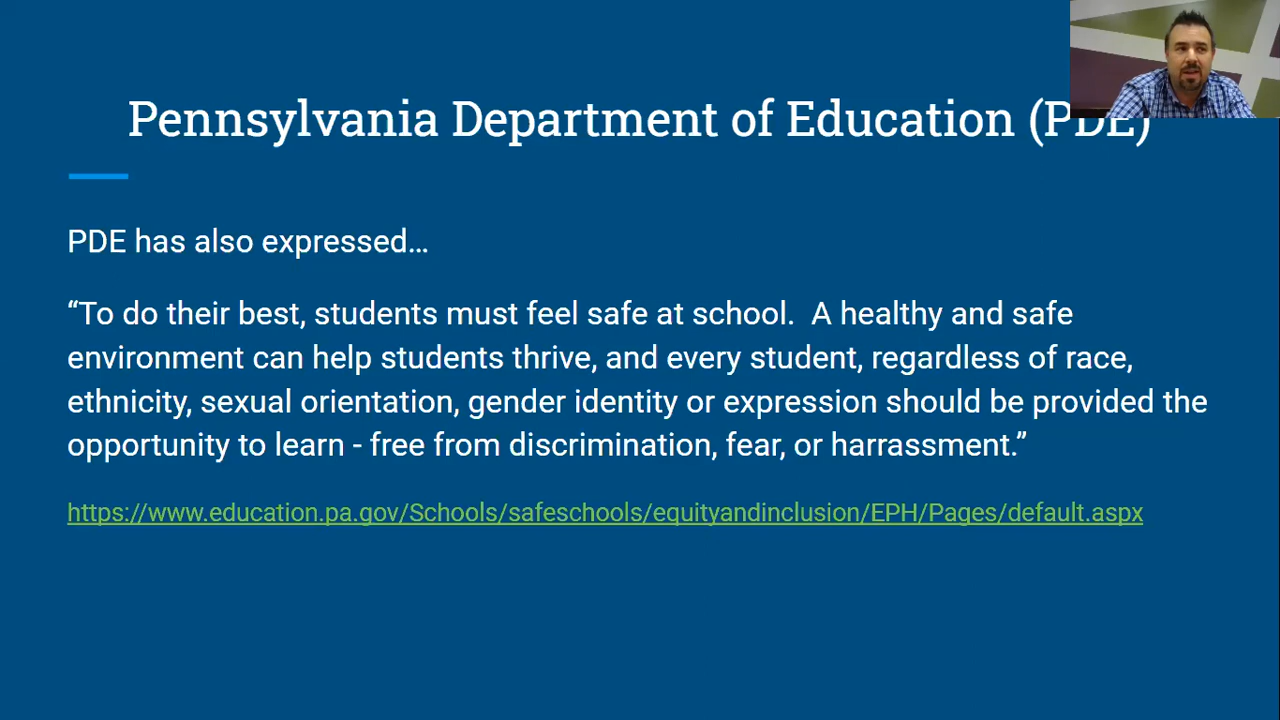 Pennsylvania Department of Education (PDE)
PDE has also expressed…
“To do their best, students must feel safe at school.  A healthy and safe
environment can help students thrive, and every student, regardless of race,
ethnicity, sexual orientation, gender identity or expression should be provided the
opportunity to learn - free from discrimination, fear, or harrassment.”
https://www.education.pa.gov/Schools/safeschools/equityandinclusion/EPH/Pages/default.aspx